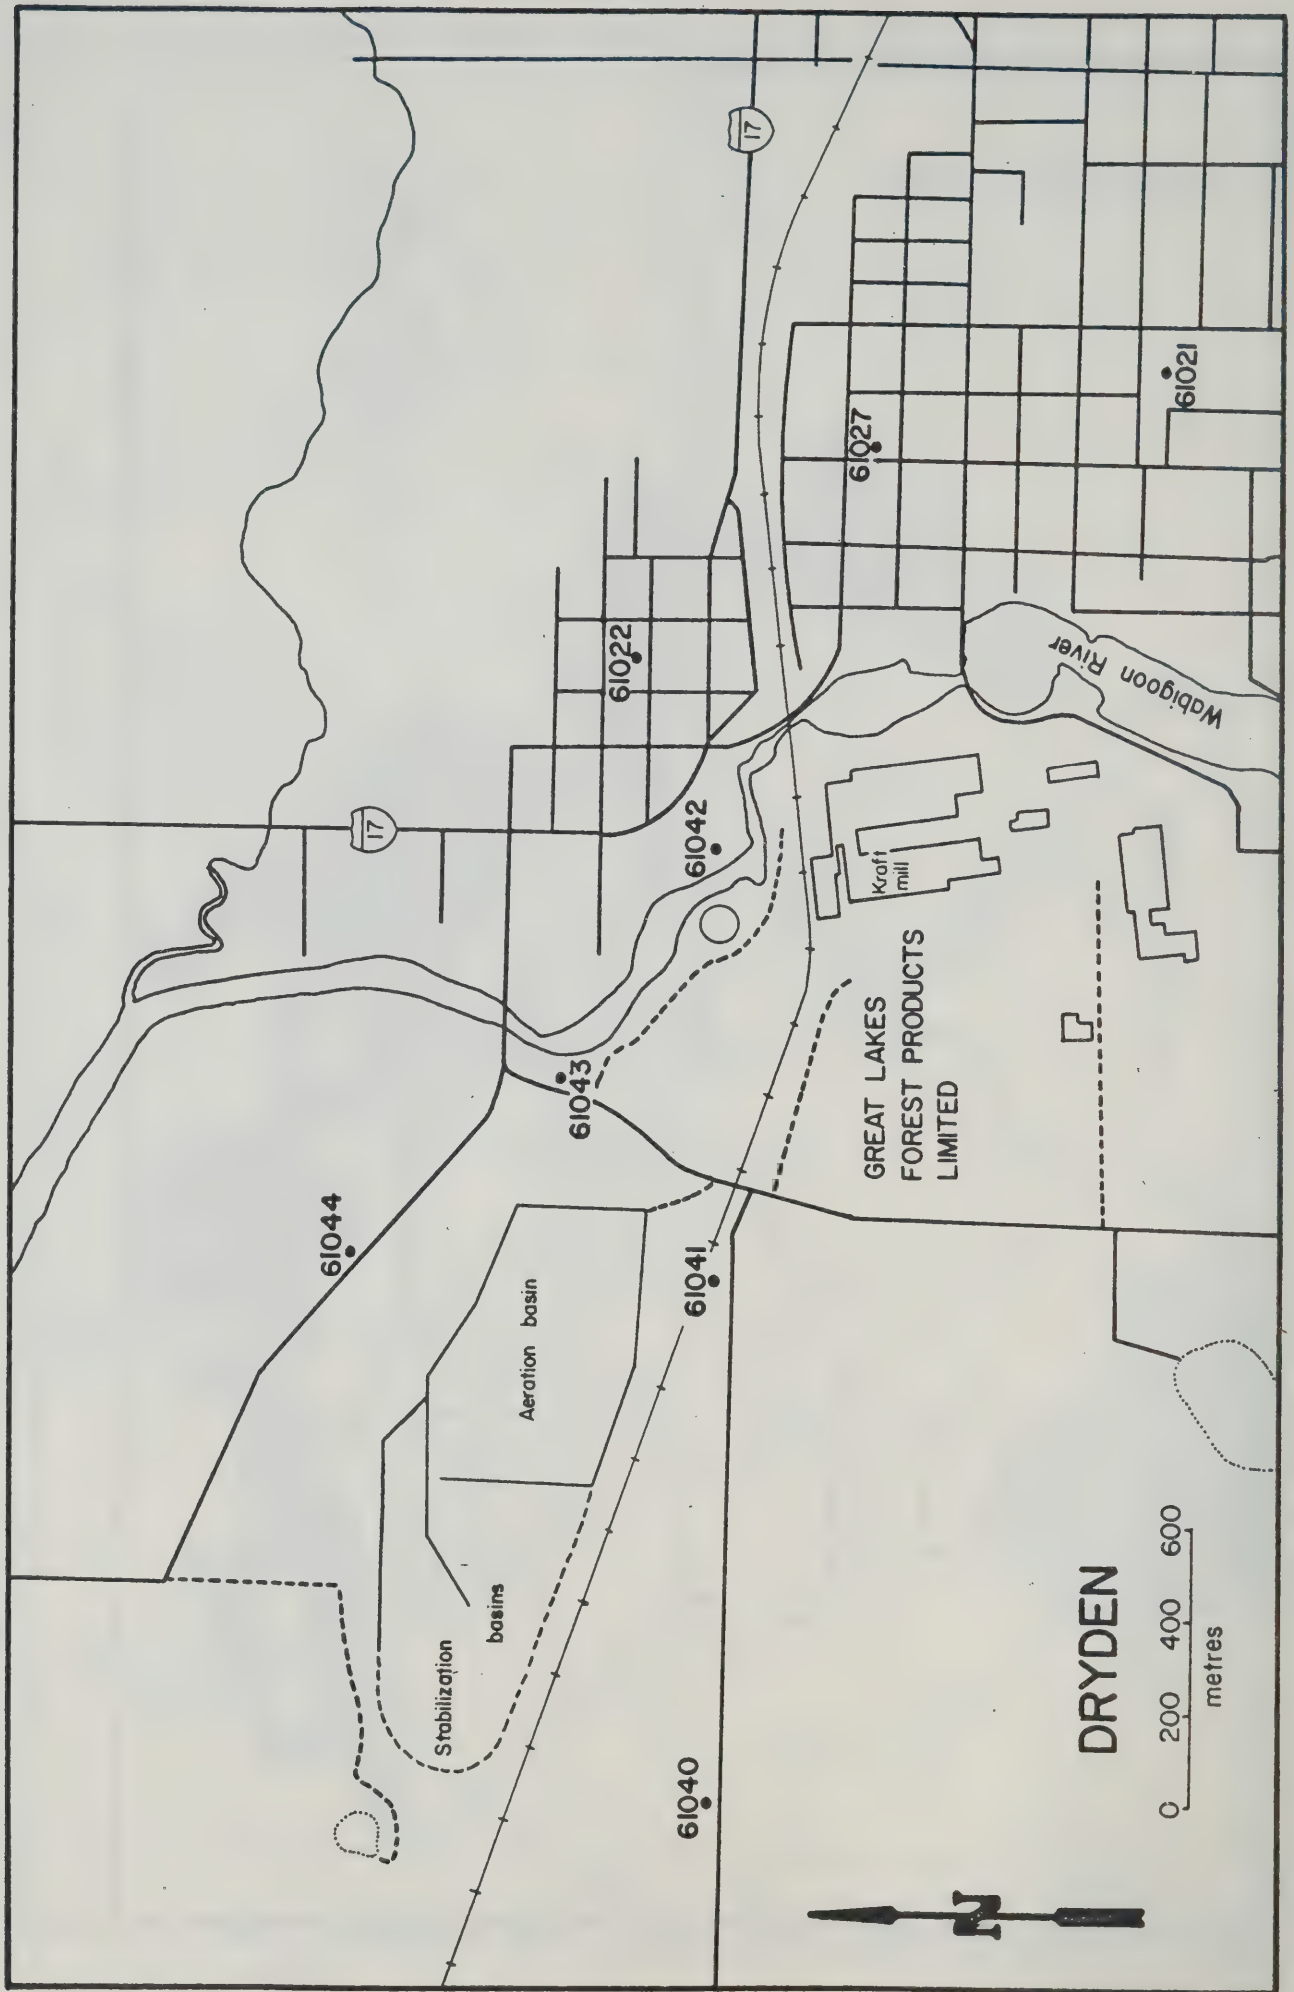 17
17
61044
61043
61022
61042
61041
61040
61027
61021
Aeration basin
Stabilization
basins
Kraft
mill
GREAT LAKES
FOREST PRODUCTS
LIMITED
Wabigoon River
N
DRYDEN
0 200 400 600
metres